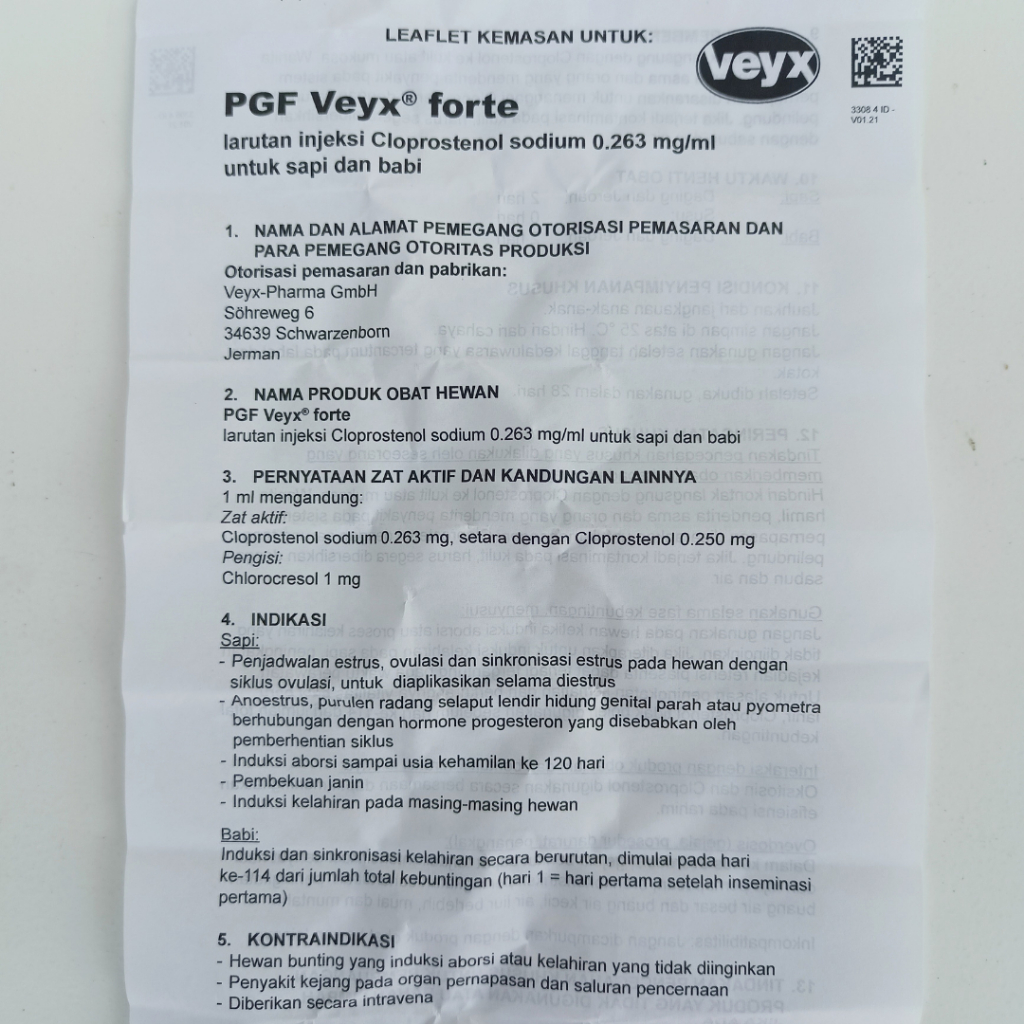 LEAFLET KEMASAN UNTUK:
veyx
3308 4 ID -
V01 21
PGF Veyx® forte
larutan injeksi Cloprostenol sodium 0.263 mg/ml
untuk sapi dan babi
1. NAMA DAN ALAMAT PEMEGANG OTORISASI PEMASARAN DAN
PARA PEMEGANG OTORITAS PRODUKSI
Otorisasi pemasaran dan pabrikan:
Veyx-Pharma GmbH
Söhreweg 6
34639 Schwarzenborn
Jerman
2. NAMA PRODUK OBAT HEWAN
PGF Veyx® forte
larutan injeksi Cloprostenol sodium 0.263 mg/ml untuk sapi dan babi
3. PERNYATAAN ZAT AKTIF DAN KANDUNGAN LAINNYA
1 ml mengandung:
Zat aktif:
Cloprostenol sodium 0.263 mg, setara dengan Cloprostenol 0.250 mg
Pengisi:
Chlorocresol 1 mg
4. INDIKASI
Sapi:
- Penjadwalan estrus, ovulasi dan sinkronisasi estrus pada hewan dengan
siklus ovulasi, untuk diaplikasikan selama diestrus
- Anoestrus, purulen radang selaput lendir hidung genital parah atau pyometra
berhubungan dengan hormone progesteron yang disebabkan oleh
pemberhentian siklus
- Induksi aborsi sampai usia kehamilan ke 120 hari
- Pembekuan janin
- Induksi kelahiran pada masing-masing hewan
Babi:
Induksi dan sinkronisasi kelahiran secara berurutan, dimulai pada hari
ke-114 dari jumlah total kebuntingan (hari 1 = hari pertama setelah inseminasi
pertama)
5. KONTRAINDIKASI
- Hewan bunting yang induksi aborsi atau kelahiran yang tidak diinginkan
- Penyakit kejang pada organ pernapasan dan saluran pencernaan
- Diberikan secara intravena